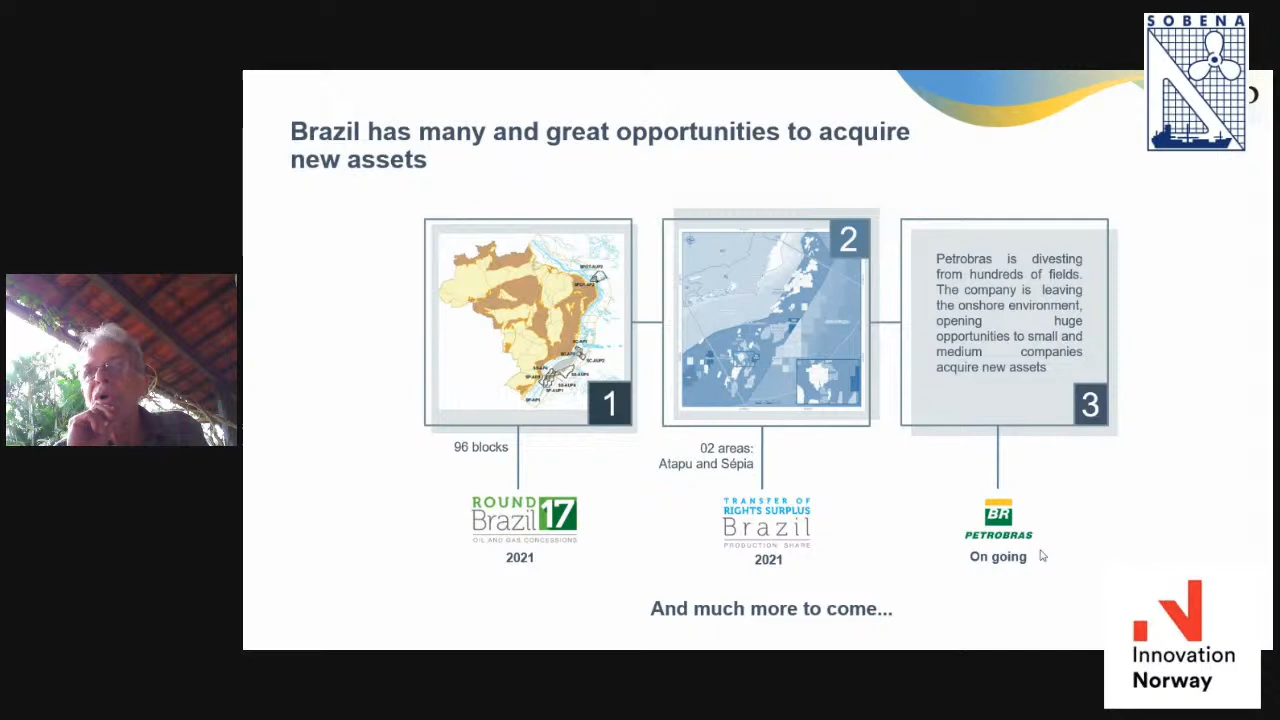 SOBENA
Brazil has many and great opportunities to acquire
new assets
1
2
Petrobras is divesting
from hundreds of fields.
The company is leaving
the onshore environment,
opening huge
opportunities to small and
medium companies
acquire new assets
3
96 blocks
02 areas:
Atapu and Sépia
ROUND
Brazil 17
OIL AND GAS CONCESSIONS
2021
TRANSFER OF
RIGHTS SURPLUS
Brazil
PRODUCTION SHARE
2021
BR
PETROBRAS
On going
And much more to come...
Innovation
Norway